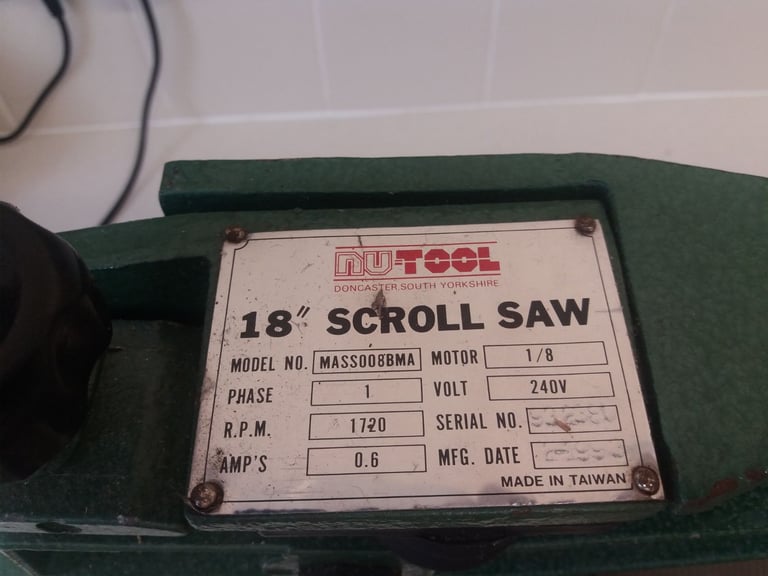 NU-TOOL
DONCASTER, SOUTH YORKSHIRE
18" SCROLL SAW
MODEL NO. MASS008BMA MOTOR 1/8
PHASE 1 VOLT 240V
R.P.M. 1720 SERIAL NO.
AMP'S 0.6 MFG. DATE
MADE IN TAIWAN